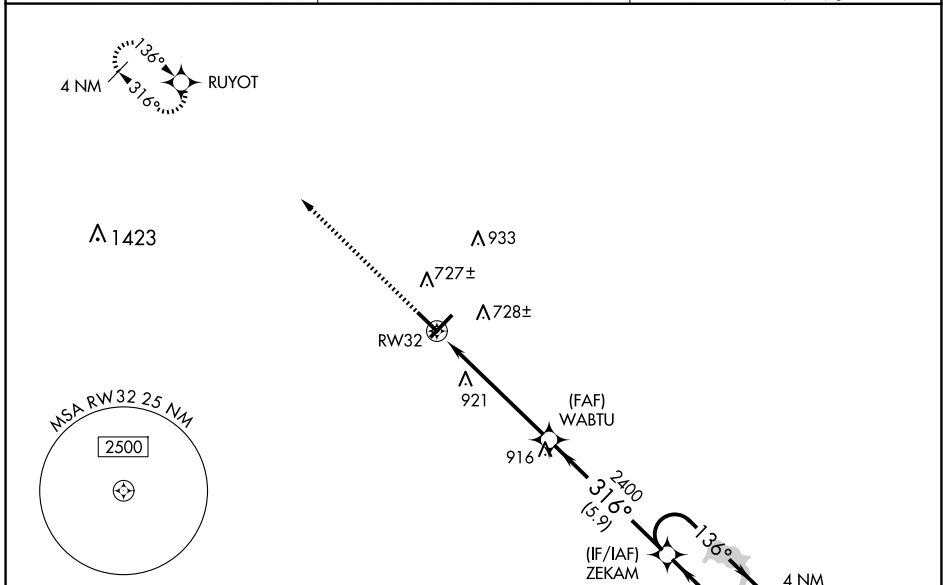 136°
4 NM
316°
RUYOT
1423
933
727±
728±
RW32
921
MSA RW32 25 NM
2500
(FAF)
WABTU
916
2400
316°
(5.9)
136°
(IF/IAF)
ZEKAM
4 NM